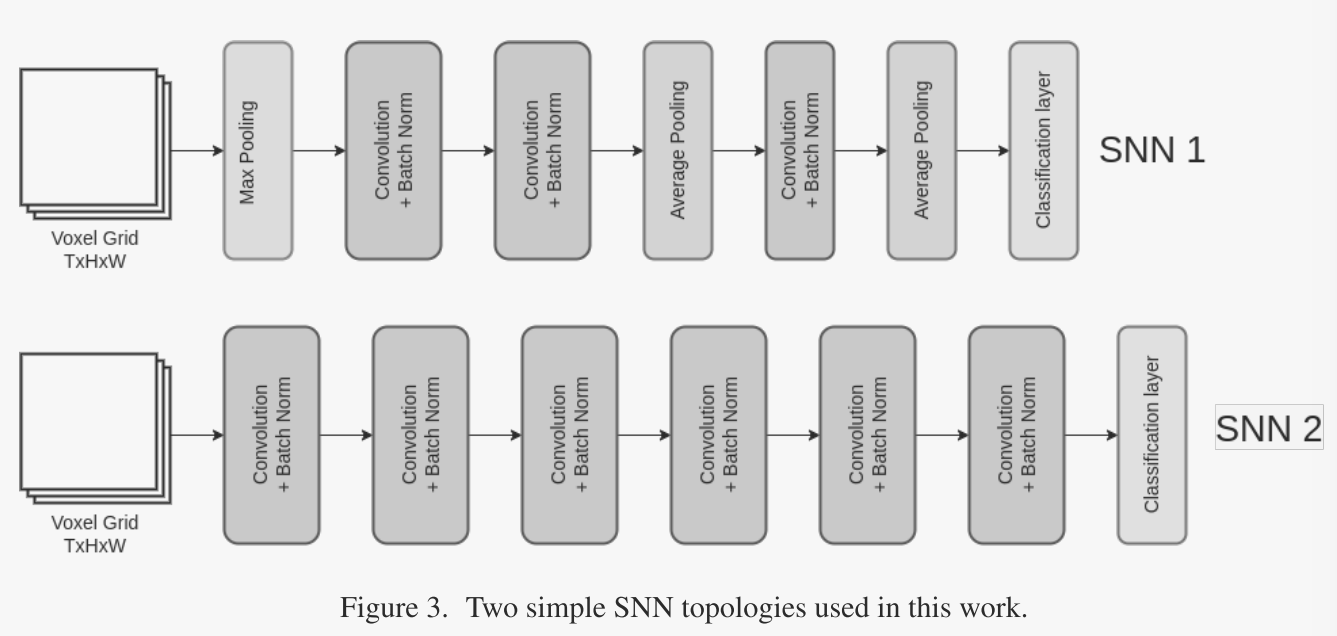 Max Pooling
Convolution
+ Batch Norm
Convolution
+ Batch Norm
Average Pooling
Convolution
+ Batch Norm
Average Pooling
Classification layer
SNN 1
Voxel Grid
TxHxW
Convolution
+ Batch Norm
Convolution
+ Batch Norm
Convolution
+ Batch Norm
Convolution
+ Batch Norm
Convolution
+ Batch Norm
Convolution
+ Batch Norm
Classification layer
SNN 2
Voxel Grid
TxHxW
Figure 3. Two simple SNN topologies used in this work.